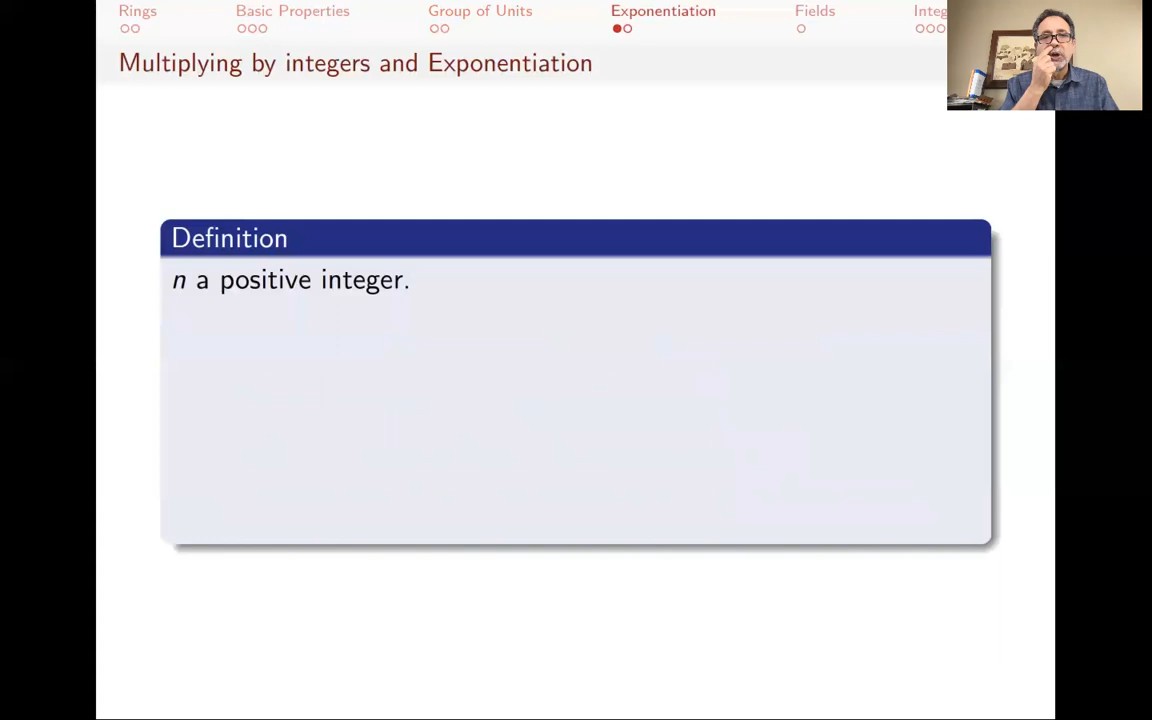 Rings Basic Properties Group of Units Exponentiation Fields Integ
Multiplying by integers and Exponentiation
Definition
n a positive integer.